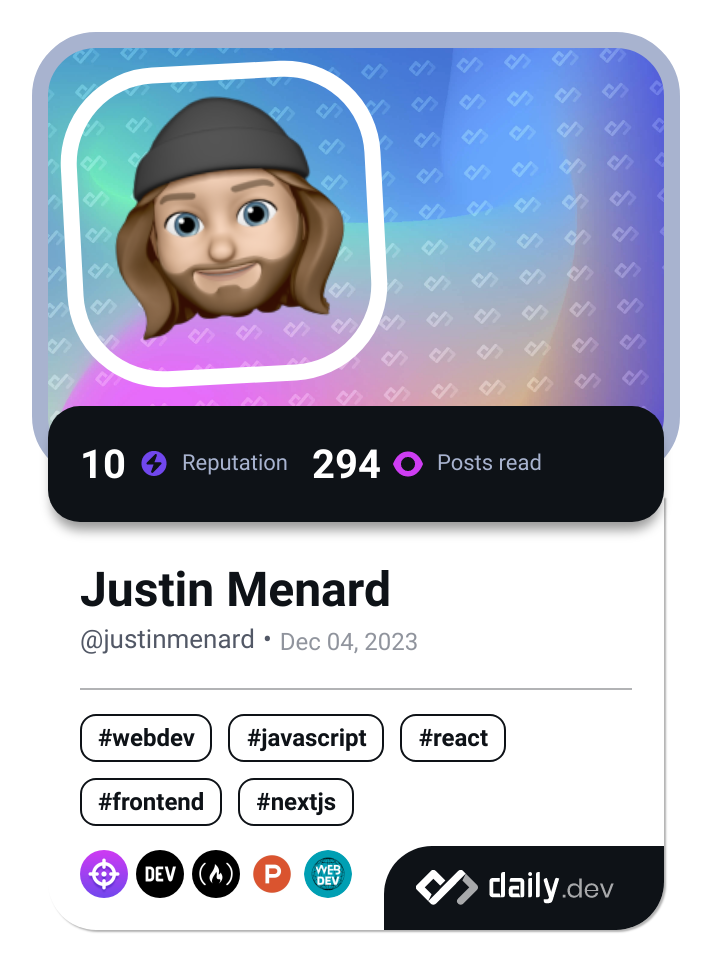 10 Reputation 294 Posts read
Justin Menard
@justinmenard • Dec 04, 2023
#webdev #javascript #react
#frontend #nextjs
DEV P WEB DEV
daily.dev